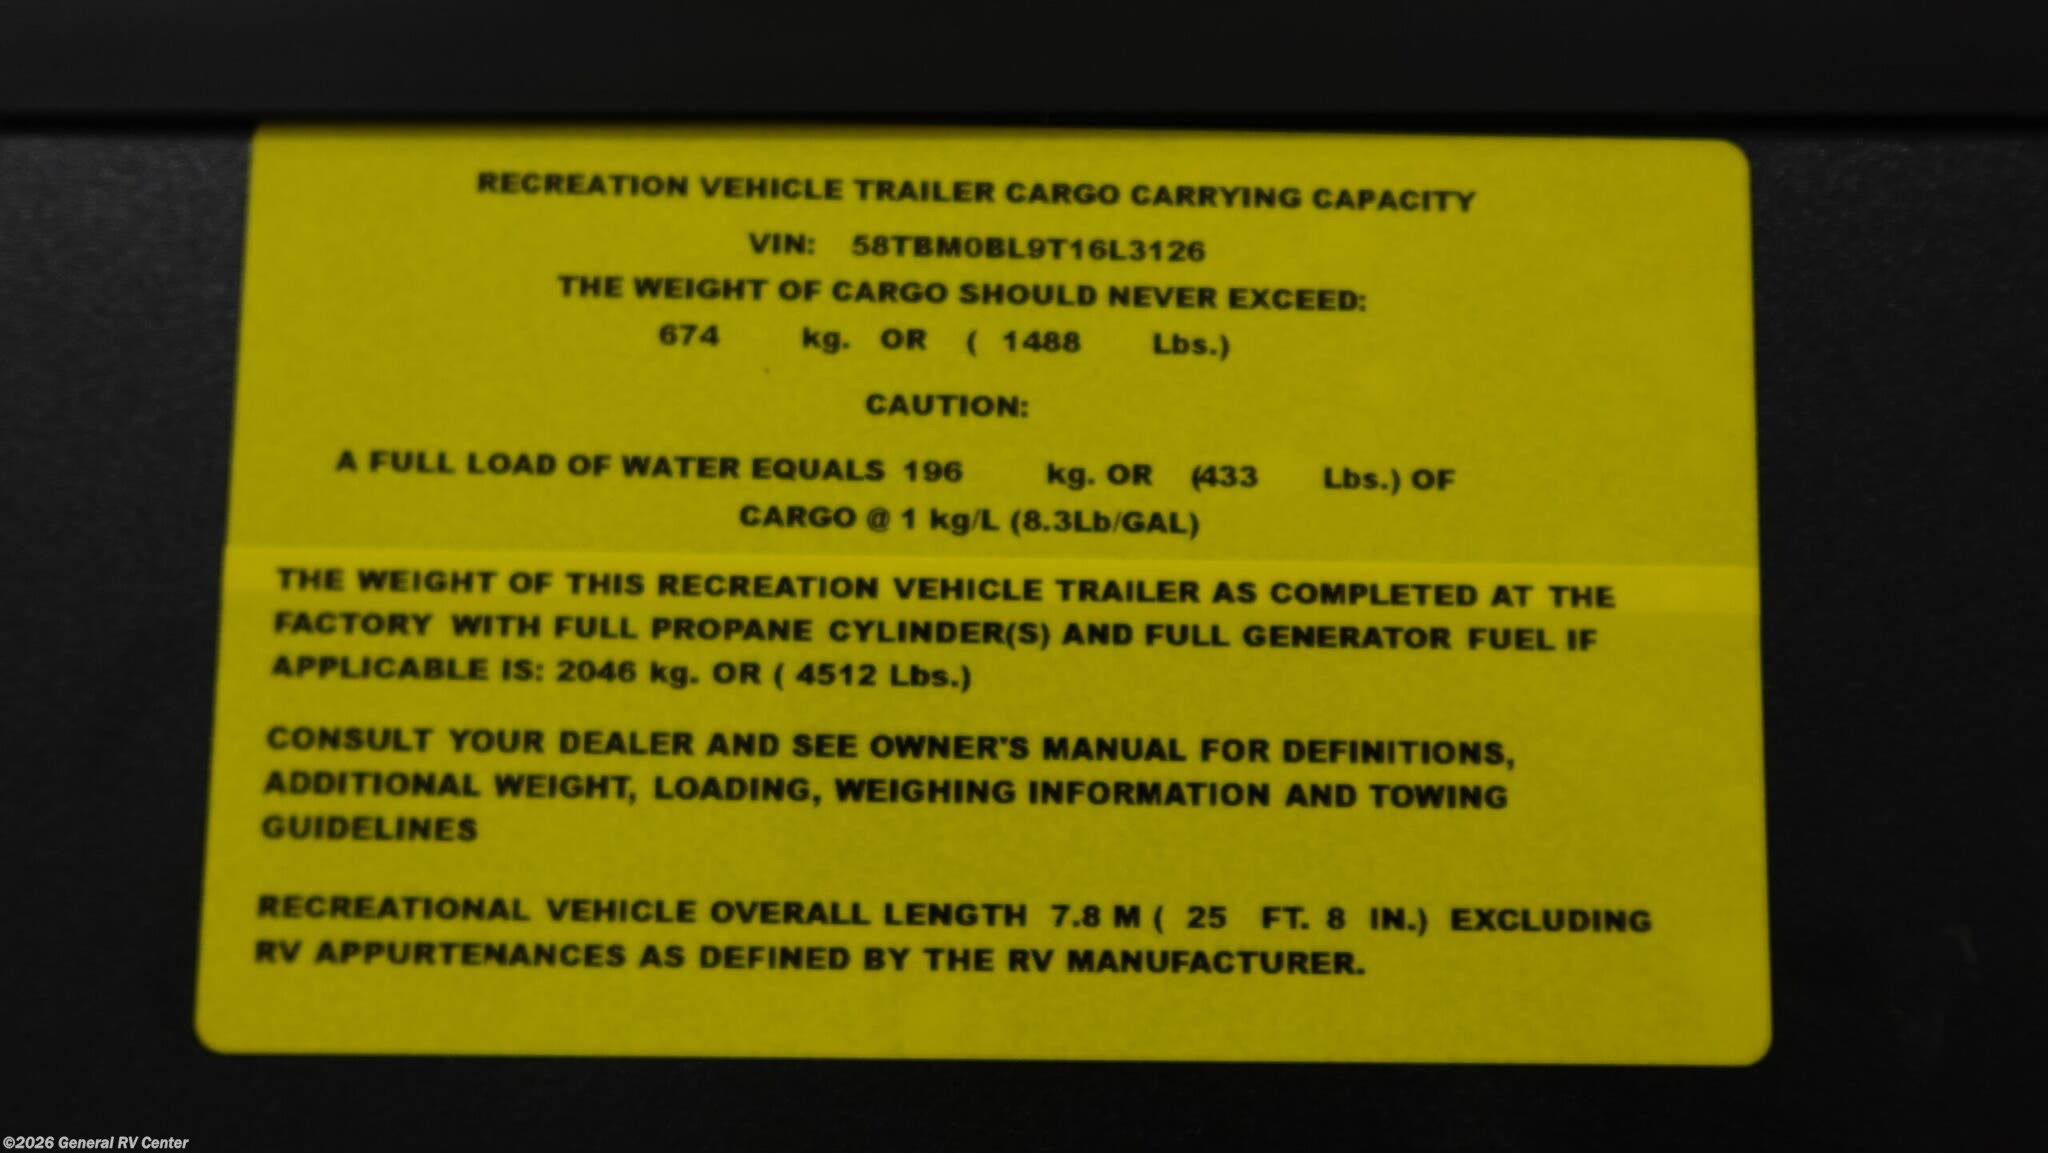 RECREATION VEHICLE TRAILER CARGO CARRYING CAPACITY
VIN: 58TBM0BL9T16L3126
THE WEIGHT OF CARGO SHOULD NEVER EXCEED:
674 kg. OR ( 1488 Lbs.)
CAUTION:
A FULL LOAD OF WATER EQUALS 196 kg. OR (433 Lbs.) OF
CARGO @ 1 kg/L (8.3Lb/GAL)
THE WEIGHT OF THIS RECREATION VEHICLE TRAILER AS COMPLETED AT THE
FACTORY WITH FULL PROPANE CYLINDER(S) AND FULL GENERATOR FUEL IF
APPLICABLE IS: 2046 kg. OR ( 4512 Lbs.)
CONSULT YOUR DEALER AND SEE OWNER'S MANUAL FOR DEFINITIONS,
ADDITIONAL WEIGHT, LOADING, WEIGHING INFORMATION AND TOWING
GUIDELINES
RECREATIONAL VEHICLE OVERALL LENGTH 7.8 M ( 25 FT. 8 IN.) EXCLUDING
RV APPURTENANCES AS DEFINED BY THE RV MANUFACTURER.
©2026 General RV Center